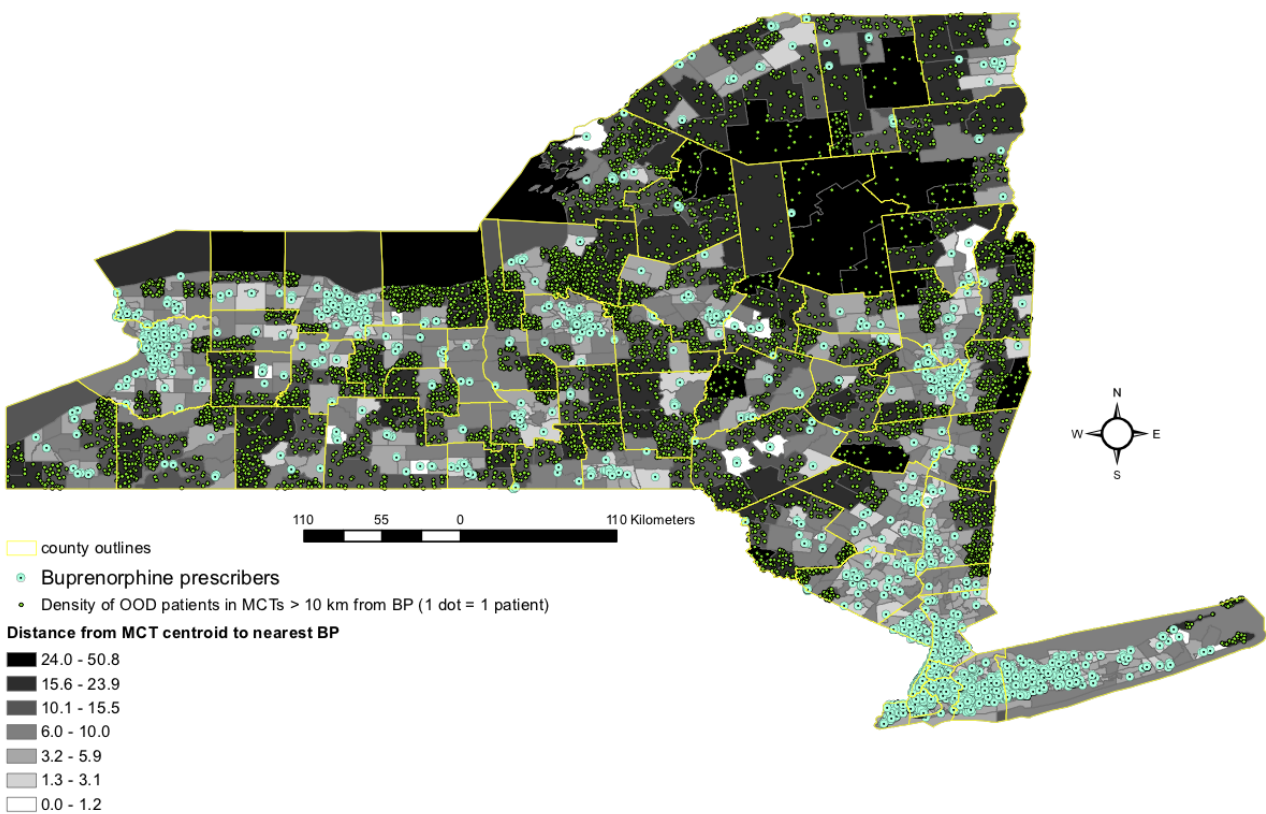 N
W E
S
110 55 0 110 Kilometers
county outlines
Buprenorphine prescribers
Density of OOD patients in MCTs > 10 km from BP (1 dot = 1 patient)
Distance from MCT centroid to nearest BP
24.0 - 50.8
15.6 - 23.9
10.1 - 15.5
6.0 - 10.0
3.2 - 5.9
1.3 - 3.1
0.0 - 1.2